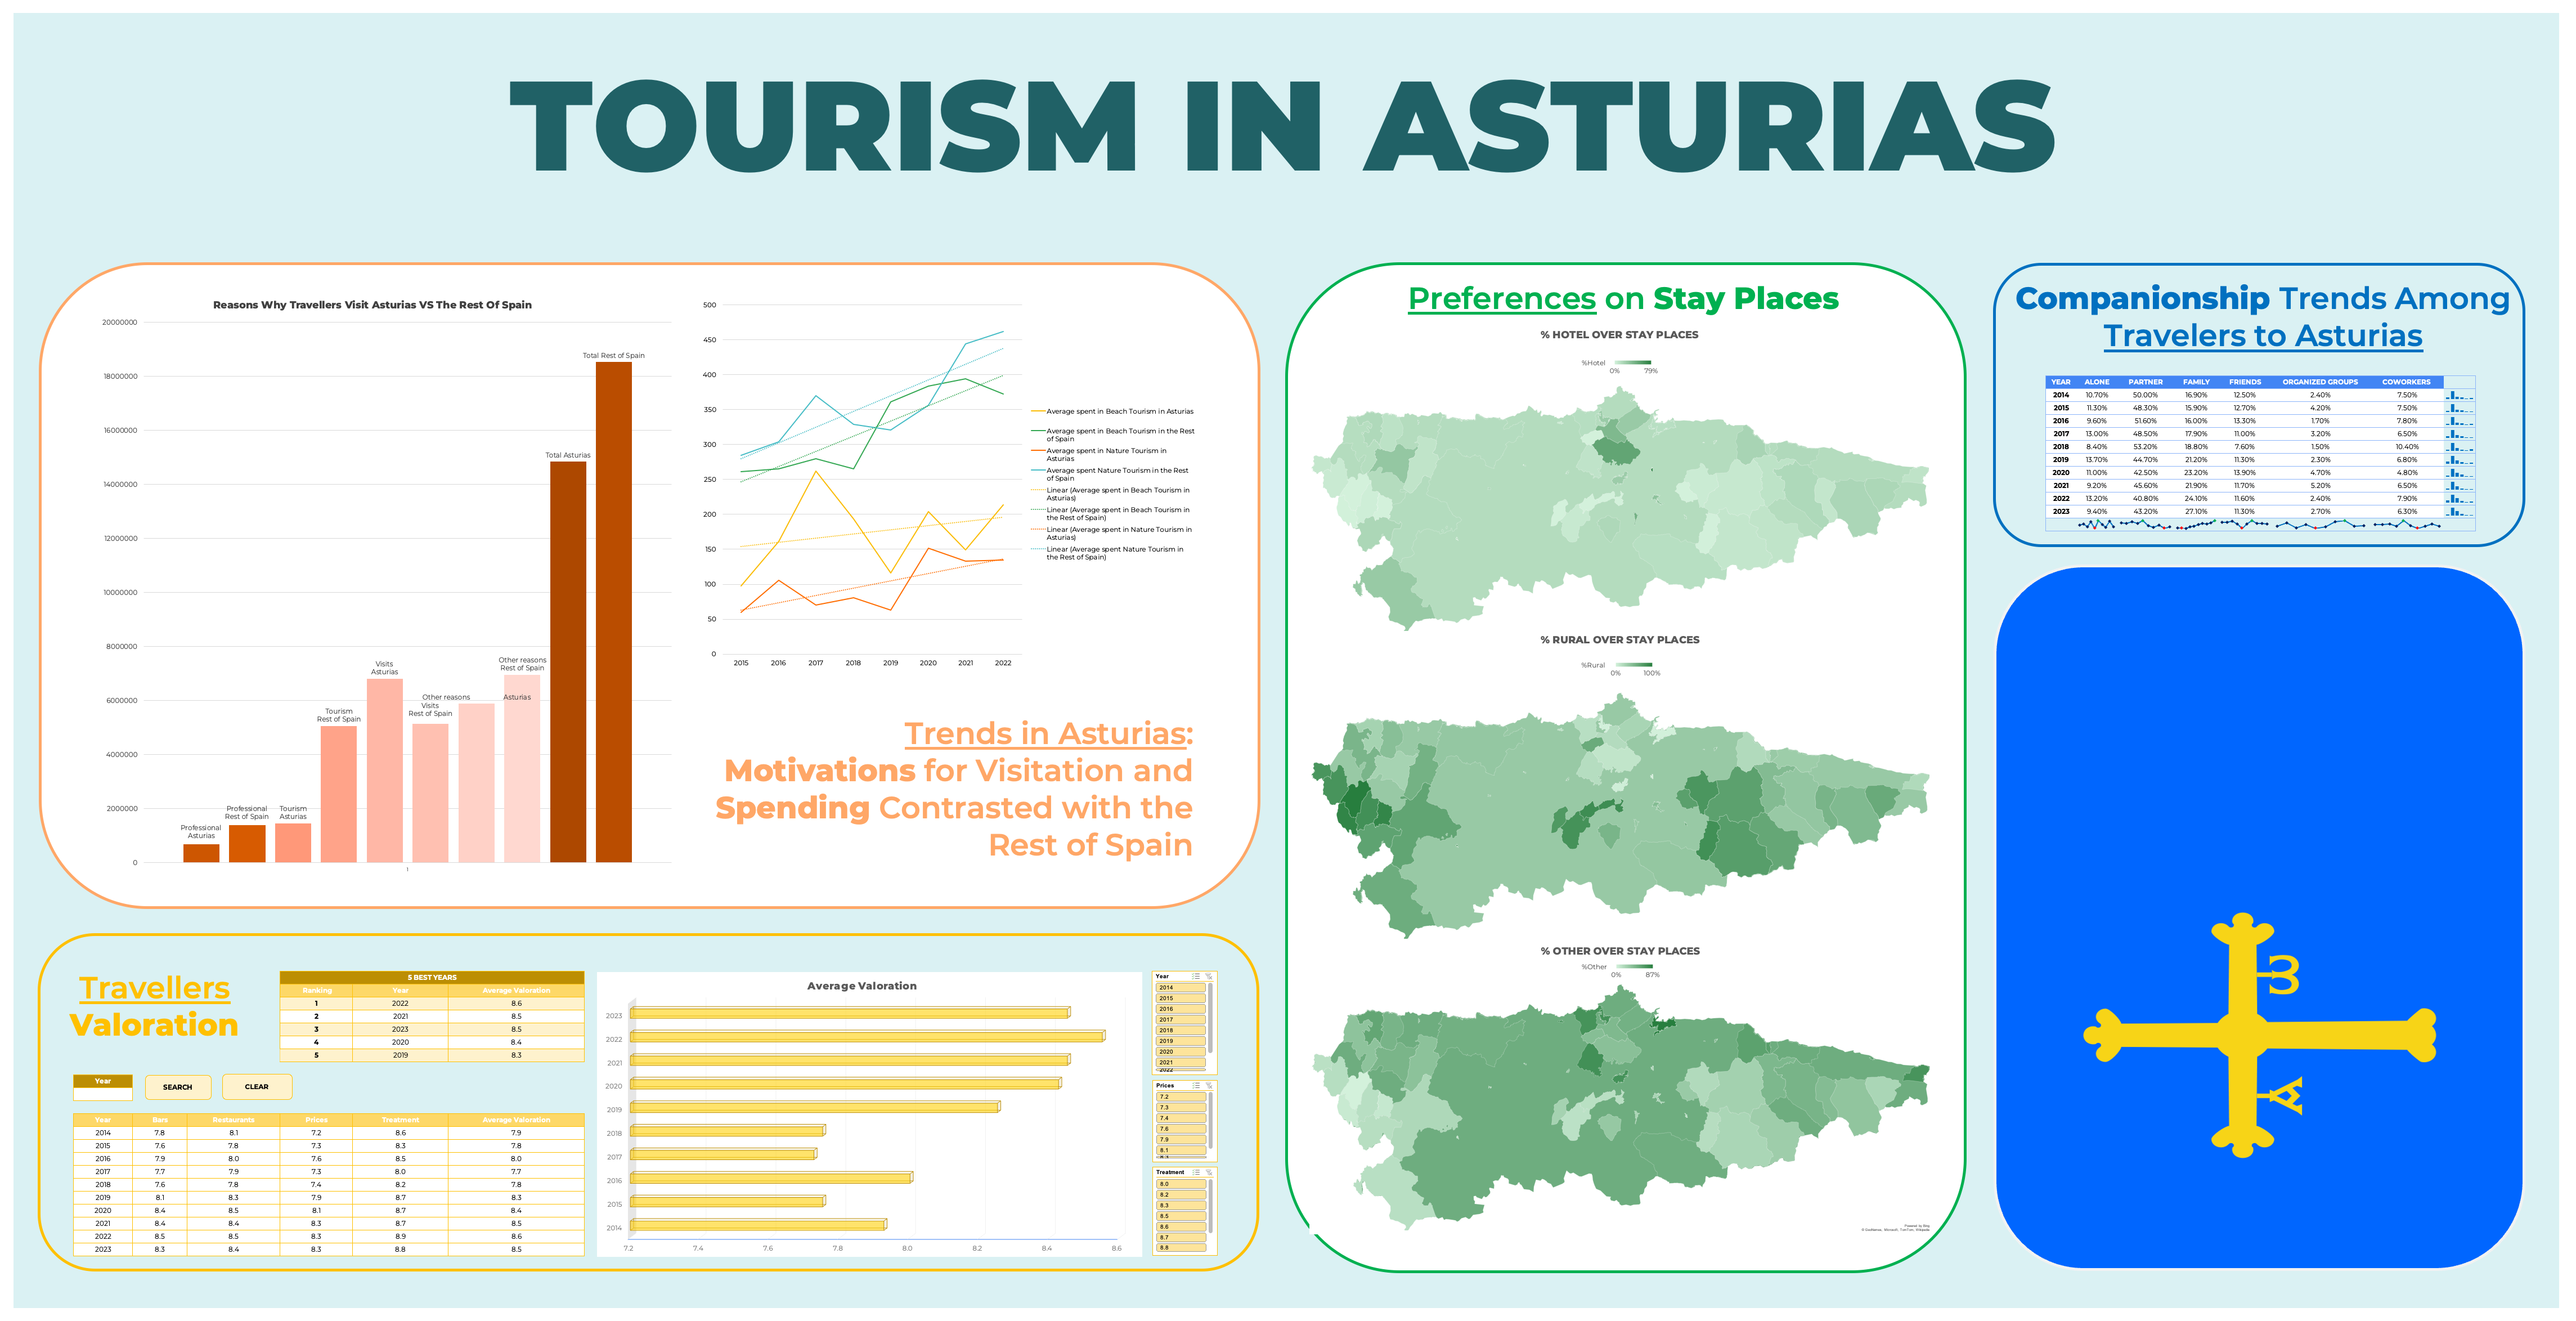 TOURISM IN ASTURIAS
Reasons Why Travellers Visit Asturias VS The Rest Of Spain
20000000
18000000
16000000
14000000
12000000
10000000
8000000
6000000
4000000
2000000
0
Professional
Asturias
Professional
Rest of Spain
Tourism
Asturias
Tourism
Rest of Spain
Visits
Asturias
Visits
Rest of Spain
Other reasons
Asturias
Other reasons
Rest of Spain
Total Asturias
Total Rest of Spain
1
500
450
400
350
300
250
200
150
100
50
0
2015 2016 2017 2018 2019 2020 2021 2022
Average spent in Beach Tourism in Asturias
Average spent in Beach Tourism in the Rest
of Spain
Average spent in Nature Tourism in
Asturias
Average spent Nature Tourism in the Rest
of Spain
Linear (Average spent in Beach Tourism in
Asturias)
Linear (Average spent in Beach Tourism in
the Rest of Spain)
Linear (Average spent in Nature Tourism in
Asturias)
Linear (Average spent Nature Tourism in
the Rest of Spain)
Trends in Asturias:
Motivations for Visitation and
Spending Contrasted with the
Rest of Spain
Travellers
Valoration
5 BEST YEARS
Ranking Year Average Valoration
1 2022 8.6
2 2021 8.5
3 2023 8.5
4 2020 8.4
5 2019 8.3
Year
SEARCH
CLEAR
Year Bars Restaurants Prices Treatment Average Valoration
2014 7.8 8.1 7.2 8.6 7.9
2015 7.6 7.8 7.3 8.3 7.8
2016 7.9 8.0 7.6 8.5 8.0
2017 7.7 7.9 7.3 8.0 7.7
2018 7.6 7.8 7.4 8.2 7.8
2019 8.1 8.3 7.9 8.7 8.3
2020 8.4 8.5 8.1 8.7 8.4
2021 8.4 8.4 8.3 8.7 8.5
2022 8.5 8.5 8.3 8.9 8.6
2023 8.3 8.4 8.3 8.8 8.5
Average Valoration
2023
2022
2021
2020
2019
2018
2017
2016
2015
2014
7.2 7.4 7.6 7.8 8.0 8.2 8.4 8.6
Year
2014
2015
2016
2017
2018
2019
2020
2021
2022
Prices
7.2
7.3
7.4
7.6
7.9
8.1
8.3
Treatment
8.0
8.2
8.3
8.5
8.6
8.7
8.8
Preferences on Stay Places
% HOTEL OVER STAY PLACES
%Hotel
0% 79%
% RURAL OVER STAY PLACES
%Rural
0% 100%
% OTHER OVER STAY PLACES
%Other
0% 87%
Powered by Bing
© GeoNames, Microsoft, TomTom, Wikipedia
Companionship Trends Among
Travelers to Asturias
YEAR ALONE PARTNER FAMILY FRIENDS ORGANIZED GROUPS COWORKERS
2014 10.70% 50.00% 16.90% 12.50% 2.40% 7.50%
2015 11.30% 48.30% 15.90% 12.70% 4.20% 7.50%
2016 9.60% 51.60% 16.00% 13.30% 1.70% 7.80%
2017 13.00% 48.50% 17.90% 11.00% 3.20% 6.50%
2018 8.40% 53.20% 18.80% 7.60% 1.50% 10.40%
2019 13.70% 44.70% 21.20% 11.30% 2.30% 6.80%
2020 11.00% 42.50% 23.20% 13.90% 4.70% 4.80%
2021 9.20% 45.60% 21.90% 11.70% 5.20% 6.50%
2022 13.20% 40.80% 24.10% 11.60% 2.40% 7.90%
2023 9.40% 43.20% 27.10% 11.30% 2.70% 6.30%